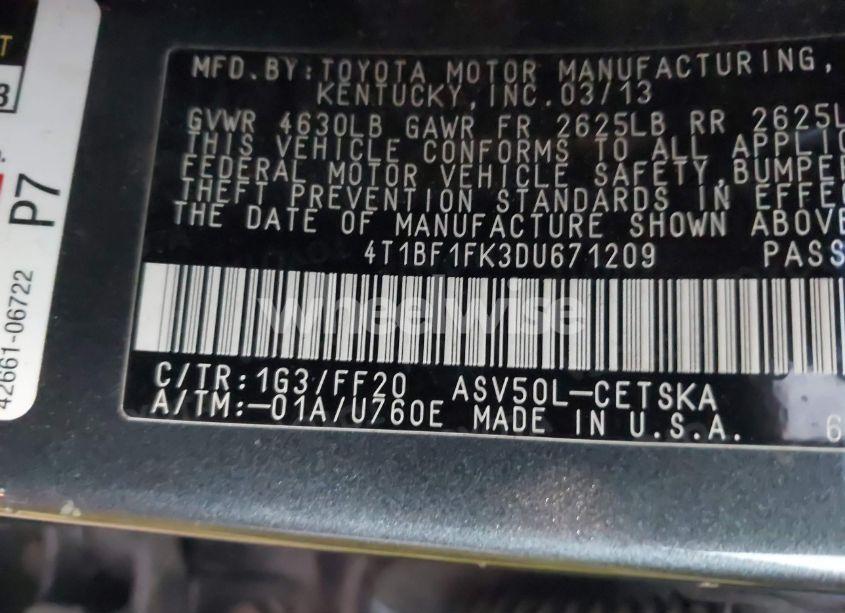 T
3
P7
42661-06722
MFD.BY:TOYOTA MOTOR MANUFACTURING,
KENTUCKY,INC.03/13
GVWR 4630LB GAWR FR 2625LB RR 2625L
THIS VEHICLE CONFORMS TO ALL APPLIC
FEDERAL MOTOR VEHICLE SAFETY,BUMPER
THEFT PREVENTION STANDARDS IN EFFEC
THE DATE OF MANUFACTURE SHOWN ABOVE
4T1BF1FK3DU671209 PASS
wheelwise
C/TR:1G3/FF20 ASV50L-CETSKA
A/TM:-01A/U760E MADE IN U.S.A. 6